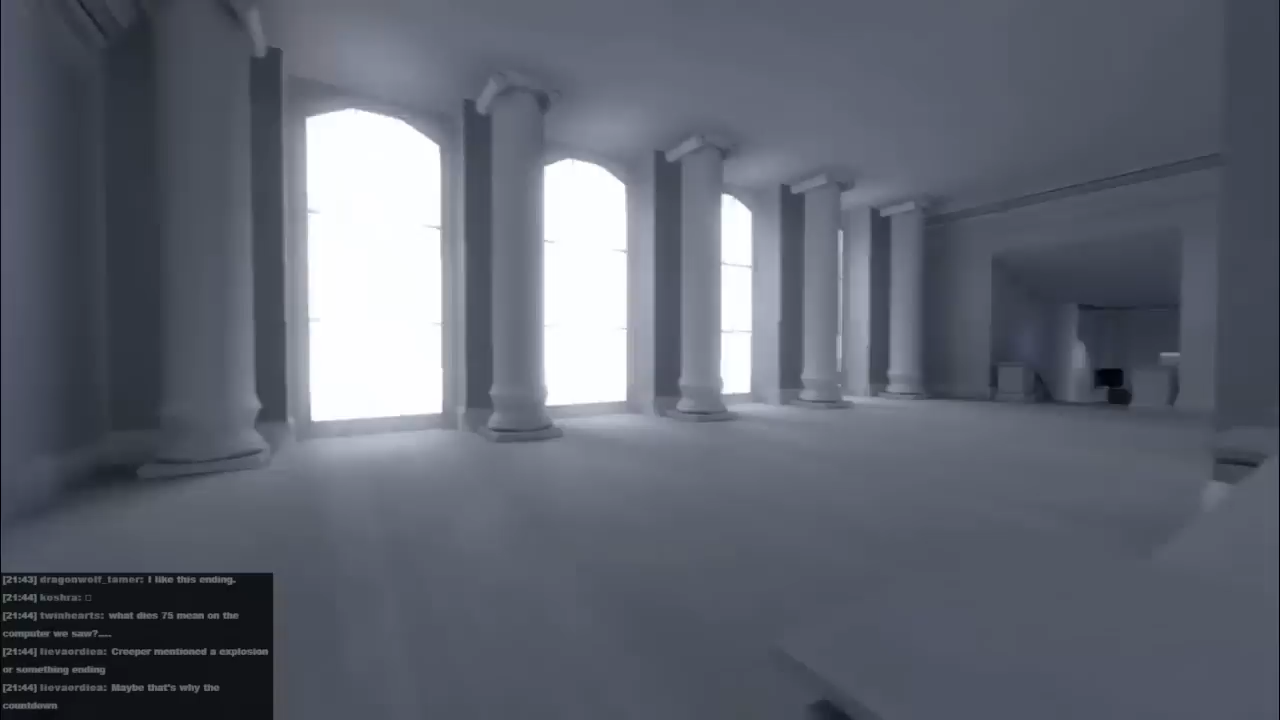 [21:43] dragonwolf_tamer: I like this ending.
[21:44] koshra: 
[21:44] twinhearts: what dies 75 mean on the
computer we saw?....
[21:44] lievaordiea: Creeper mentioned a explosion
or something ending
[21:44] lievaordiea: Maybe that's why the
countdown